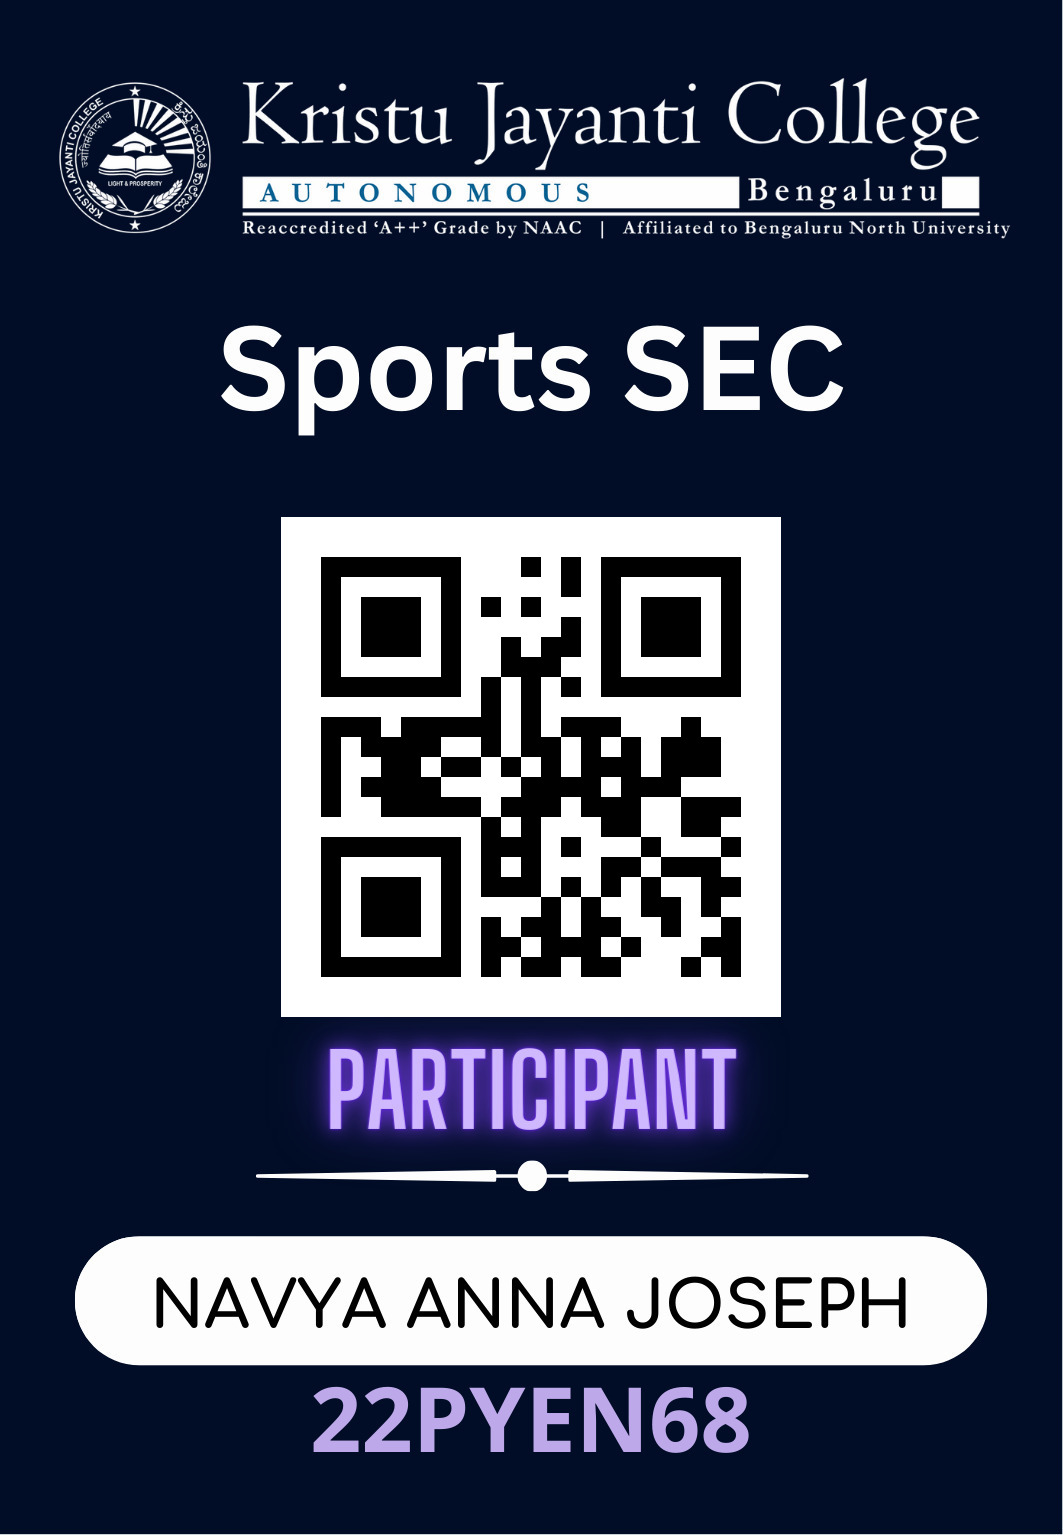 KRISTU JAYANTI COLLEGE
ಕ್ರಿಸ್ತು ಜಯಂತಿ ಕಾಲೇಜು
LIGHT & PROSPERITY
Kristu Jayanti College
AUTONOMOUS Bengaluru
Reaccredited ‘A++’ Grade by NAAC | Affiliated to Bengaluru North University
Sports SEC
PARTICIPANT
NAVYA ANNA JOSEPH
22PYEN68